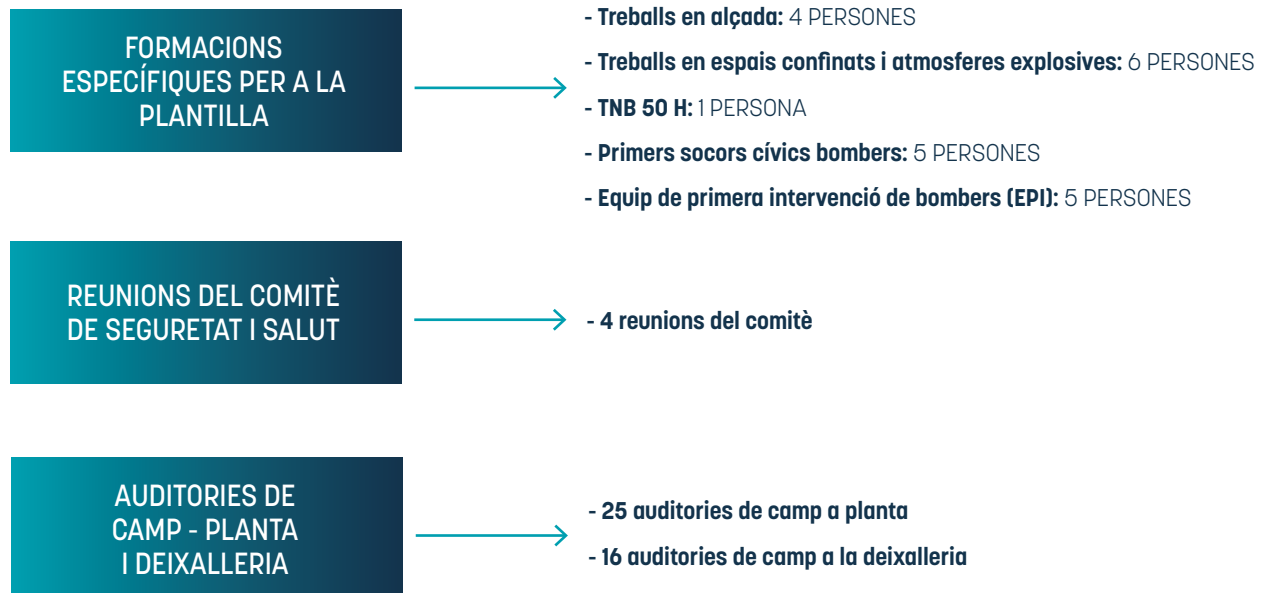 FORMACIONS
ESPECÍFIQUES PER A LA
PLANTILLA
- Treballs en alçada: 4 PERSONES
- Treballs en espais confinats i atmosferes explosives: 6 PERSONES
- TNB 50 H: 1 PERSONA
- Primers socors cívics bombers: 5 PERSONES
- Equip de primera intervenció de bombers (EPI): 5 PERSONES
REUNIONS DEL COMITÈ
DE SEGURETAT I SALUT
- 4 reunions del comitè
AUDITORIES DE
CAMP - PLANTA
I DEIXALLERIA
- 25 auditories de camp a planta
- 16 auditories de camp a la deixalleria